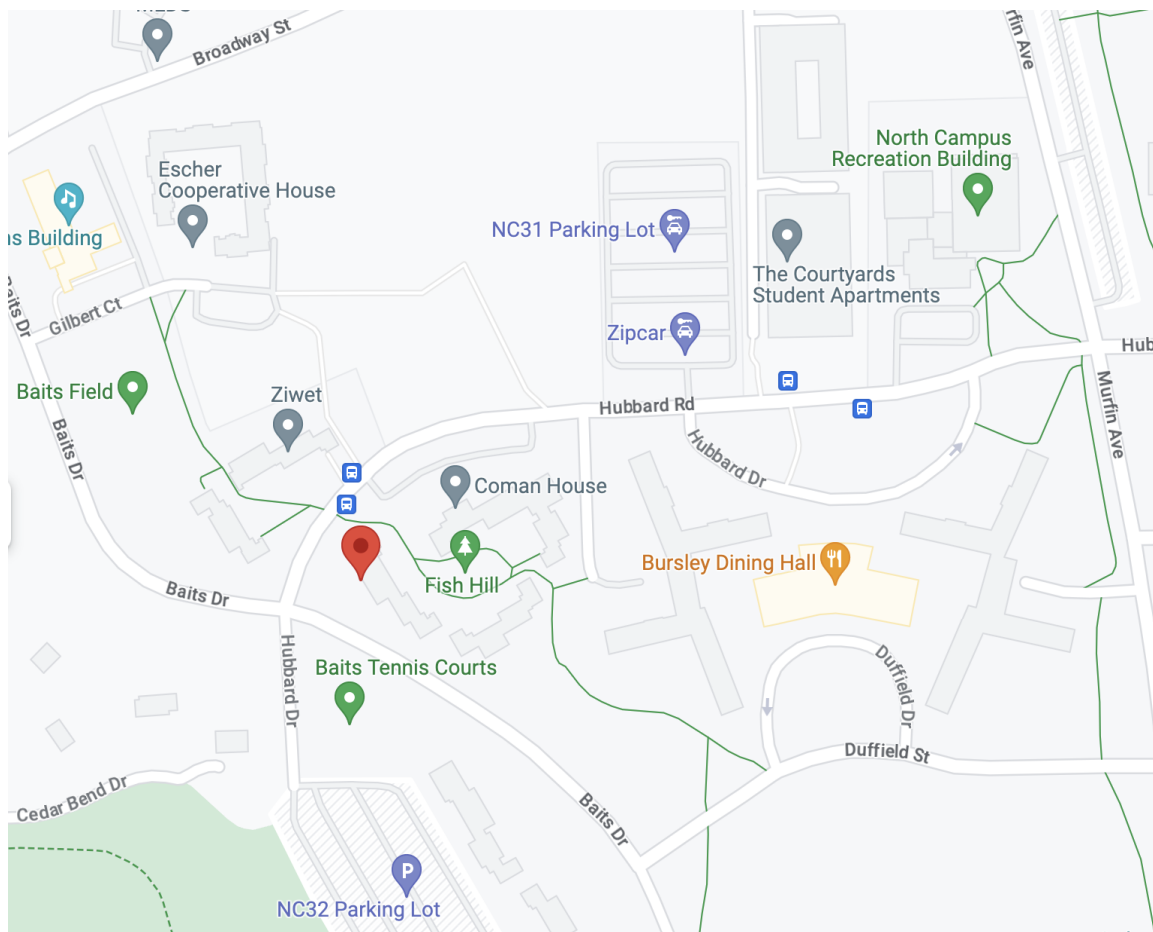 Broadway St
rfin Ave
North Campus
Recreation Building
Escher
Cooperative House
ns Building
NC31 Parking Lot
The Courtyards
Student Apartments
Baits Dr
Gilbert Ct
Zipcar
Hub
Baits Field
Ziwet
Hubbard Rd
Murfin Ave
Baits Dr
Hubbard Dr
Coman House
Bursley Dining Hall
Fish Hill
Baits Dr
Hubbard Dr
Baits Tennis Courts
Duffield Dr
Duffield St
Cedar Bend Dr
Baits Dr
P
NC32 Parking Lot